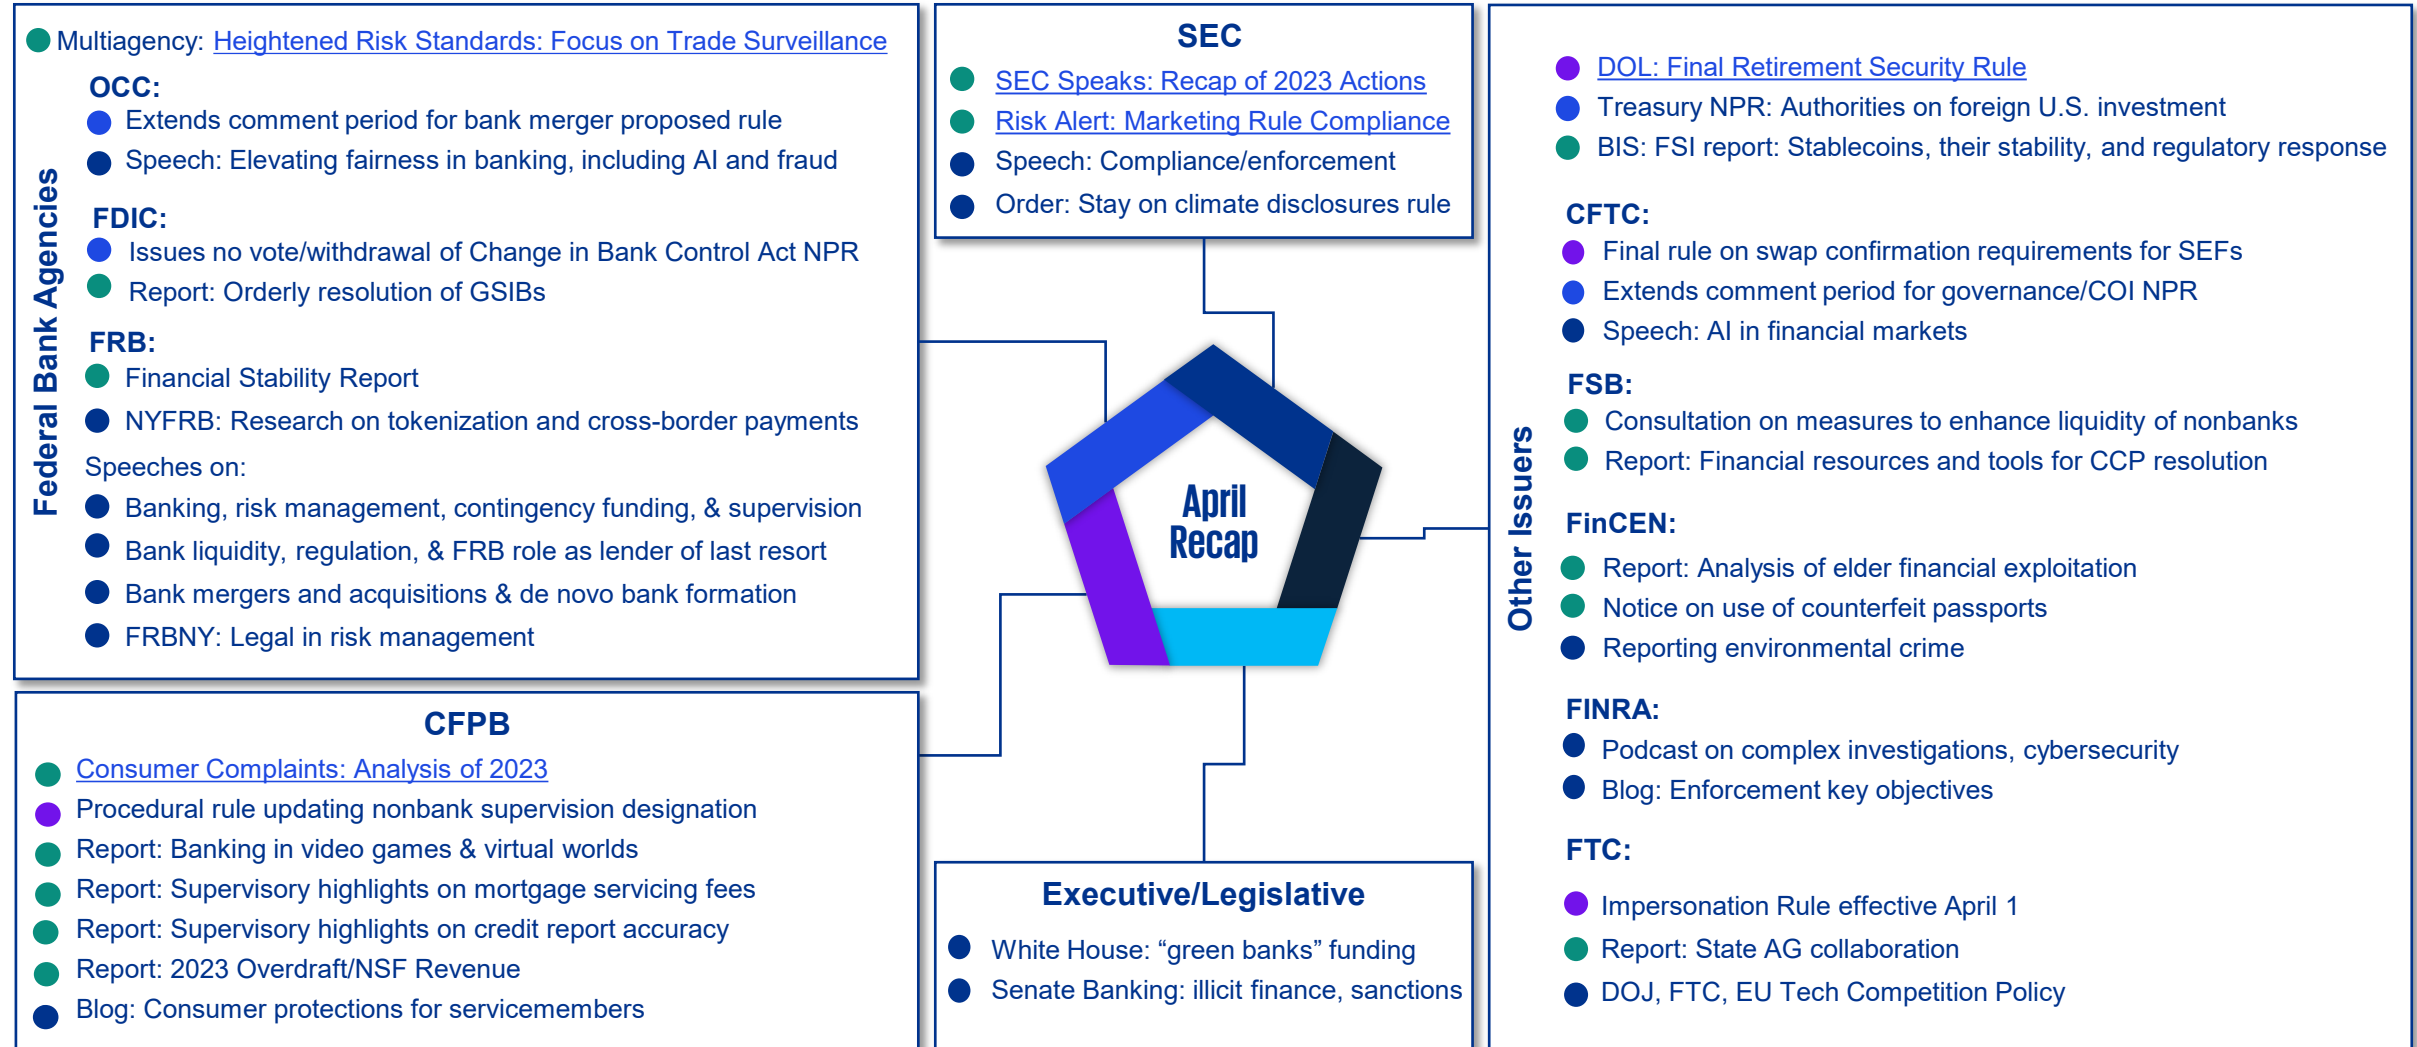 Multiagency: Heightened Risk Standards: Focus on Trade Surveillance
Federal Bank Agencies
OCC:
Extends comment period for bank merger proposed rule
Speech: Elevating fairness in banking, including AI and fraud
FDIC:
Issues no vote/withdrawal of Change in Bank Control Act NPR
Report: Orderly resolution of GSIBs
FRB:
Financial Stability Report
NYFRB: Research on tokenization and cross-border payments
Speeches on:
Banking, risk management, contingency funding, & supervision
Bank liquidity, regulation, & FRB role as lender of last resort
Bank mergers and acquisitions & de novo bank formation
FRBNY: Legal in risk management
CFPB
Consumer Complaints: Analysis of 2023
Procedural rule updating nonbank supervision designation
Report: Banking in video games & virtual worlds
Report: Supervisory highlights on mortgage servicing fees
Report: Supervisory highlights on credit report accuracy
Report: 2023 Overdraft/NSF Revenue
Blog: Consumer protections for servicemembers
SEC
SEC Speaks: Recap of 2023 Actions
Risk Alert: Marketing Rule Compliance
Speech: Compliance/enforcement
Order: Stay on climate disclosures rule
April
Recap
Executive/Legislative
White House: “green banks” funding
Senate Banking: illicit finance, sanctions
Other Issuers
DOL: Final Retirement Security Rule
Treasury NPR: Authorities on foreign U.S. investment
BIS: FSI report: Stablecoins, their stability, and regulatory response
CFTC:
Final rule on swap confirmation requirements for SEFs
Extends comment period for governance/COI NPR
Speech: AI in financial markets
FSB:
Consultation on measures to enhance liquidity of nonbanks
Report: Financial resources and tools for CCP resolution
FinCEN:
Report: Analysis of elder financial exploitation
Notice on use of counterfeit passports
Reporting environmental crime
FINRA:
Podcast on complex investigations, cybersecurity
Blog: Enforcement key objectives
FTC:
Impersonation Rule effective April 1
Report: State AG collaboration
DOJ, FTC, EU Tech Competition Policy